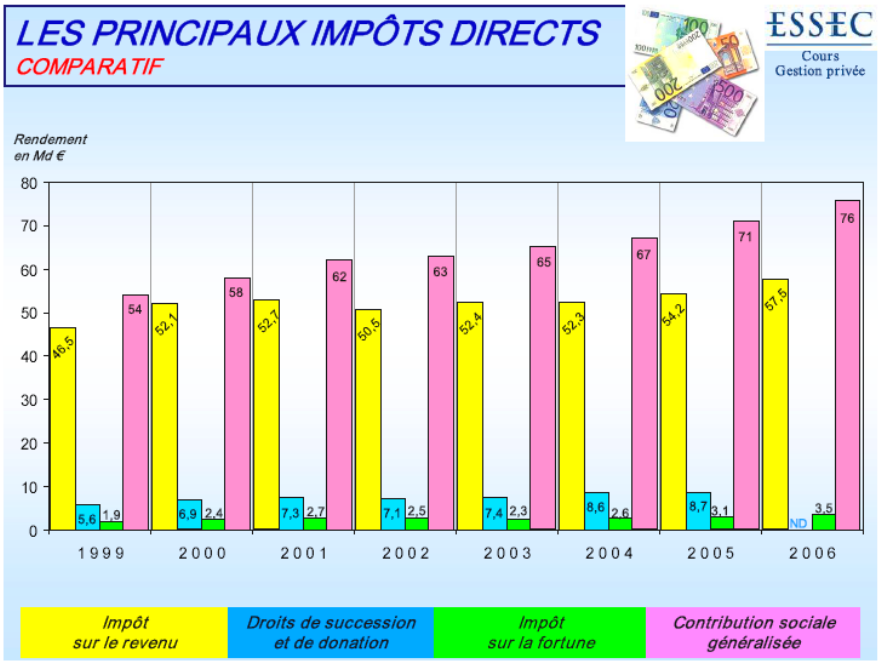 LES PRINCIPAUX IMPÔTS DIRECTS
COMPARATIF
100
200
50
200
500
ESSEC
Cours
Gestion privée
Rendement
en Md €
80
70
60
50
40
30
20
10
0
46,5
5,6
1,9
54
52,1
6,9
2,4
58
52,7
7,3
2,7
62
50,5
7,1
2,5
63
52,4
7,4
2,3
65
52,3
8,6
2,6
67
54,2
8,7
3,1
71
57,5
ND
3,5
76
1999 2000 2001 2002 2003 2004 2005 2006
Impôt
sur le revenu
Droits de succession
et de donation
Impôt
sur la fortune
Contribution sociale
généralisée